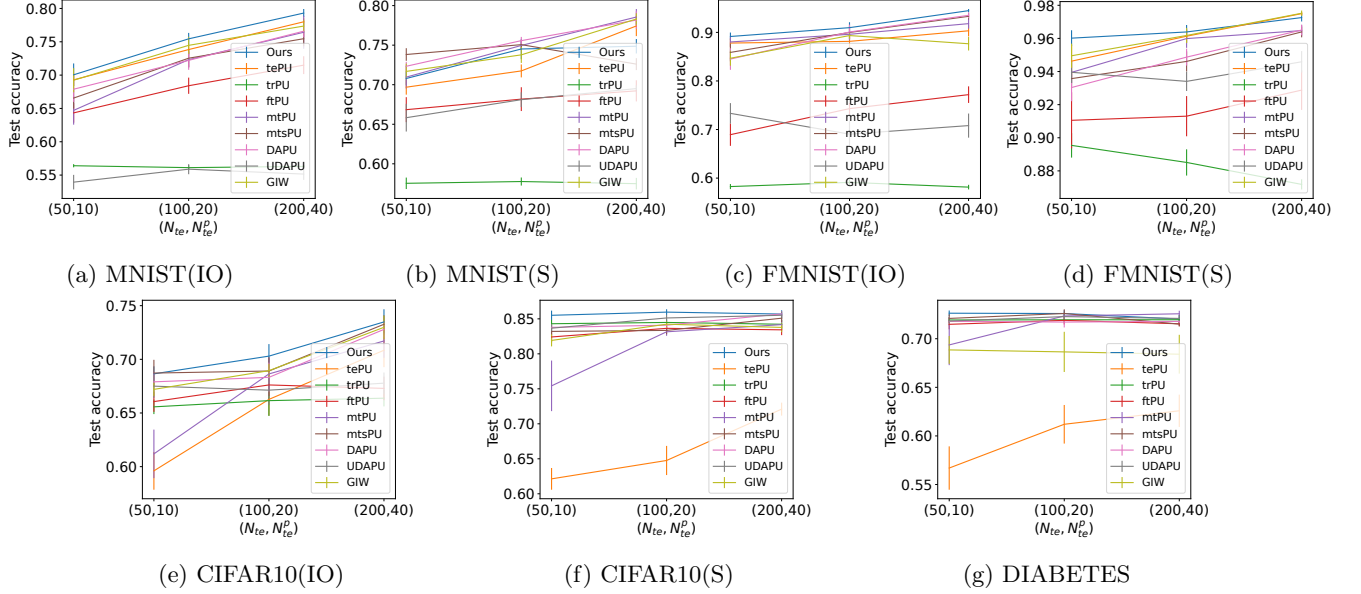 0.80
0.75
0.70
0.65
0.60
0.55
Test accuracy
(50,10)
(100,20)
(200,40)
(N_te, N_te^p)
Ours
tePU
trPU
ftPU
mtPU
mtsPU
DAPU
UDAPU
GIW
(a) MNIST(IO)
0.80
0.75
0.70
0.65
0.60
Test accuracy
(50,10)
(100,20)
(200,40)
(N_te, N_te^p)
Ours
tePU
trPU
ftPU
mtPU
mtsPU
DAPU
UDAPU
GIW
(b) MNIST(S)
0.9
0.8
0.7
0.6
Test accuracy
(50,10)
(100,20)
(200,40)
(N_te, N_te^p)
Ours
tePU
trPU
ftPU
mtPU
mtsPU
DAPU
UDAPU
GIW
(c) FMNIST(IO)
0.98
0.96
0.94
0.92
0.90
0.88
Test accuracy
(50,10)
(100,20)
(200,40)
(N_te, N_te^p)
Ours
tePU
trPU
ftPU
mtPU
mtsPU
DAPU
UDAPU
GIW
(d) FMNIST(S)
0.75
0.70
0.65
0.60
Test accuracy
(50,10)
(100,20)
(200,40)
(N_te, N_te^p)
Ours
tePU
trPU
ftPU
mtPU
mtsPU
DAPU
UDAPU
GIW
(e) CIFAR10(IO)
0.85
0.80
0.75
0.70
0.65
0.60
Test accuracy
(50,10)
(100,20)
(200,40)
(N_te, N_te^p)
Ours
tePU
trPU
ftPU
mtPU
mtsPU
DAPU
UDAPU
GIW
(f) CIFAR10(S)
0.70
0.65
0.60
0.55
Test accuracy
(50,10)
(100,20)
(200,40)
(N_te, N_te^p)
Ours
tePU
trPU
ftPU
mtPU
mtsPU
DAPU
UDAPU
GIW
(g) DIABETES